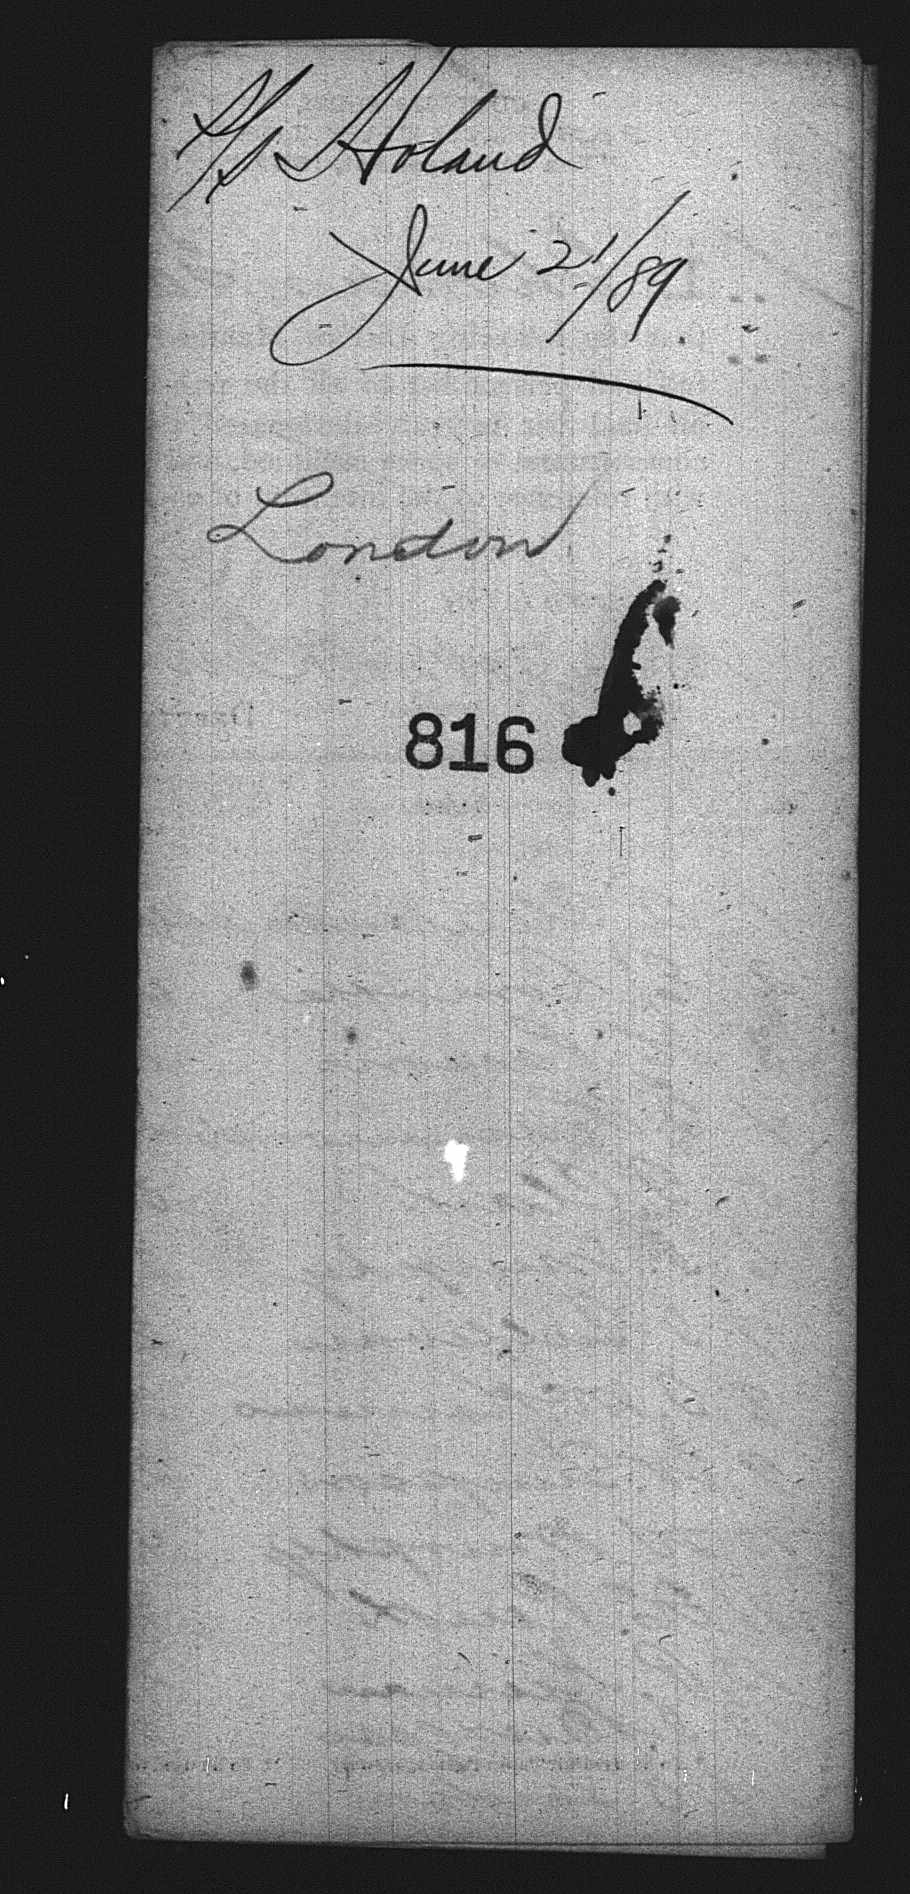 S/S Holand
June 21/89
London
816